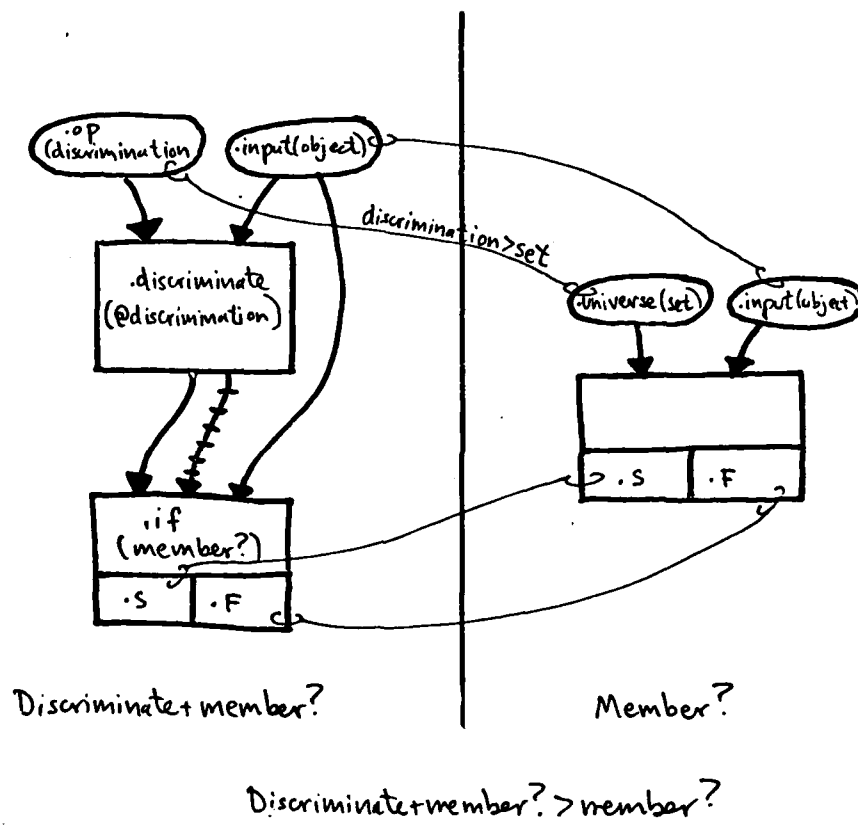 .op
(discrimination
.input(object)
discrimination>set
.discriminate
(@discrimination)
.universe(set)
.input(object)
.if
(member?)
.S
.F
.S
.F
Discriminate+member?
Member?
Discriminate+member?>member?